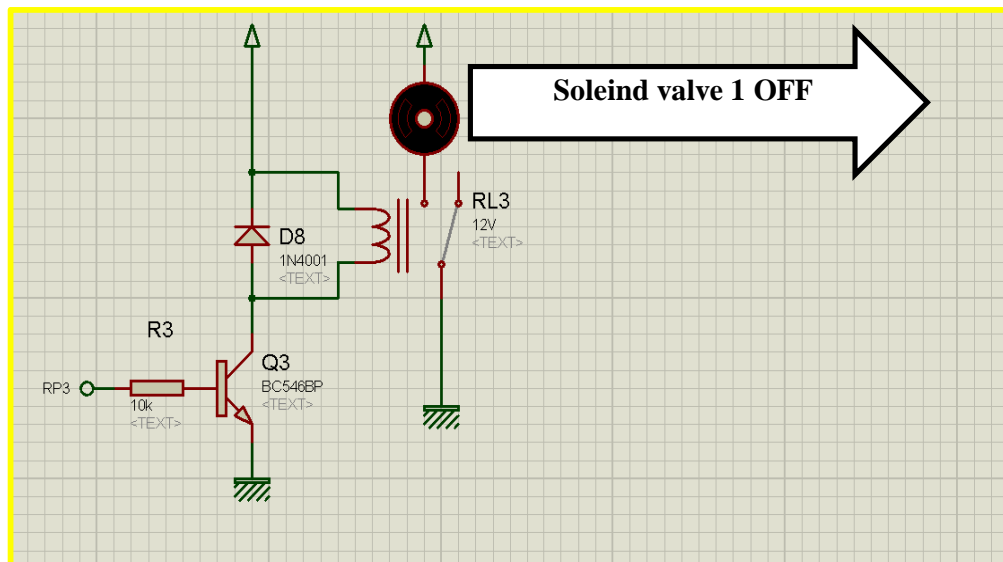 Soleind valve 1 OFF
RL3
12V
<TEXT>
D8
1N4001
<TEXT>
R3
Q3
RP3
BC546BP
10k
<TEXT>
<TEXT>